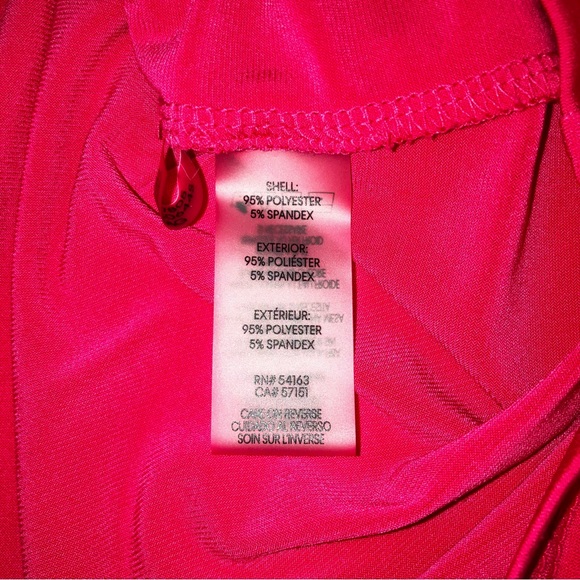 SHELL:
95% POLYESTER
5% SPANDEX
EXTERIOR:
95% POLIÉSTER
5% SPANDEX
EXTÉRIEUR:
95% POLYESTER
5% SPANDEX
RN# 54163
CA# 57151
CARE ON REVERSE
CUIDADO AL REVERSO
SOIN SUR L'INVERSE